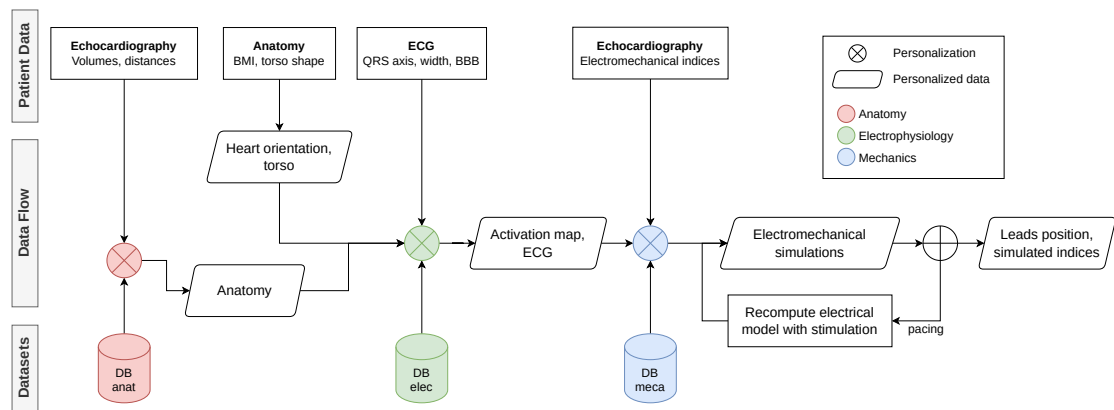 Patient Data
Echocardiography
Volumes, distances
Anatomy
BMI, torso shape
ECG
QRS axis, width, BBB
Echocardiography
Electromechanical indices
Personalization
Personalized data
Anatomy
Electrophysiology
Mechanics
Data Flow
Heart orientation,
torso
Anatomy
Activation map,
ECG
Electromechanical
simulations
Leads position,
simulated indices
Recompute electrical
model with stimulation
pacing
Datasets
DB
anat
DB
elec
DB
meca